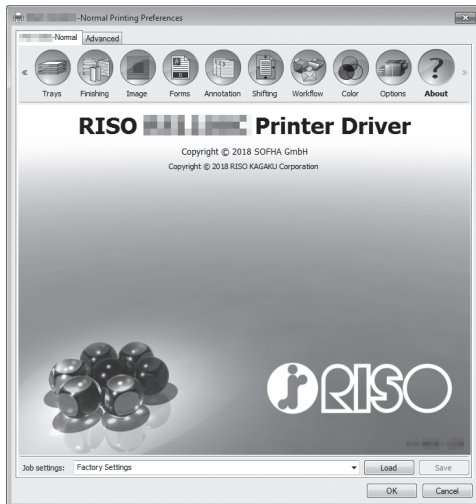 -Normal Printing Preferences
-Normal Advanced
« Trays Finishing Image Forms Annotation Shifting Workflow Color Options About »
RISO Printer Driver
Copyright © 2018 SOFHA GmbH
Copyright © 2018 RISO KAGAKU Corporation
RISO
Job settings: Factory Settings Load Save
OK Cancel